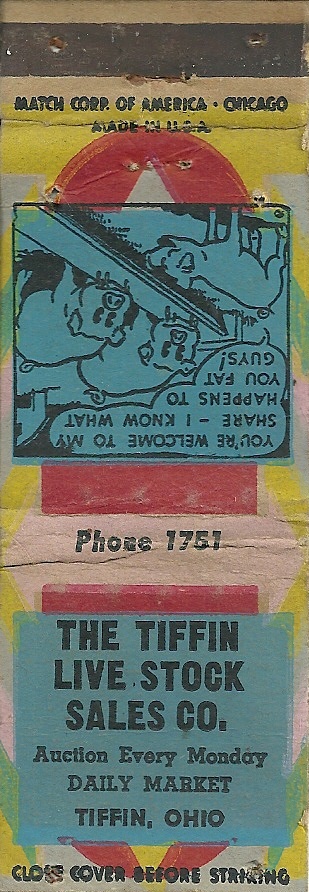 MATCH CORP. OF AMERICA · CHICAGO
MADE IN U.S.A.
YOU'RE WELCOME TO MY
SHARE - I KNOW WHAT
HAPPENS TO
YOU FAT
GUYS!
Phone 1751
THE TIFFIN
LIVE STOCK
SALES CO.
Auction Every Monday
DAILY MARKET
TIFFIN, OHIO
CLOSE COVER BEFORE STRIKING